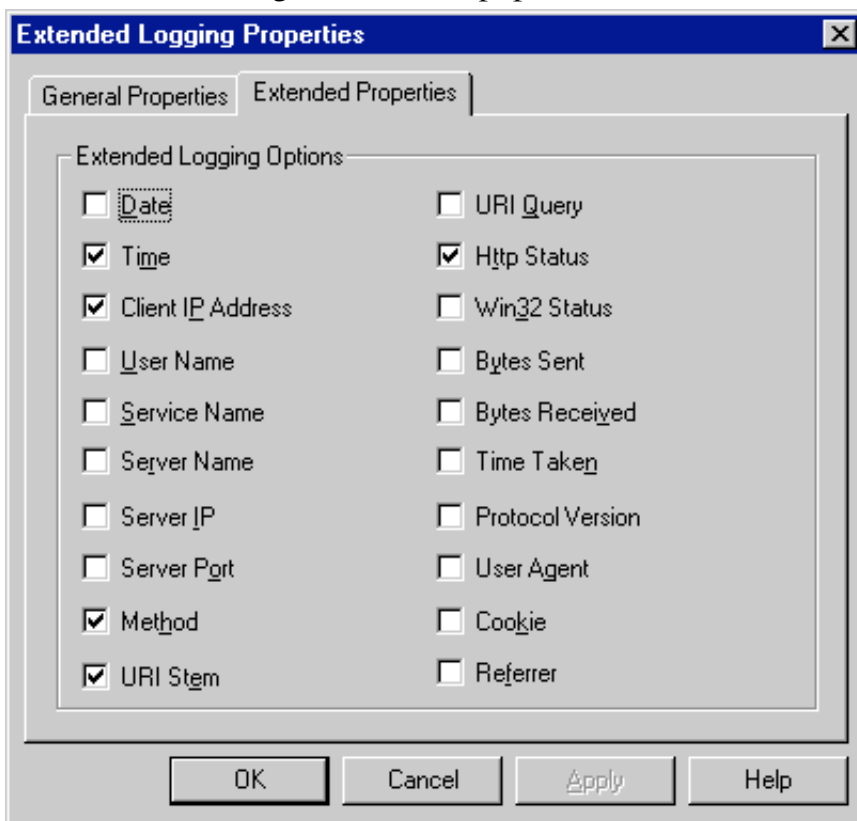 Extended Logging Properties
General Properties
Extended Properties
Extended Logging Options
Date
Time
Client IP Address
User Name
Service Name
Server Name
Server IP
Server Port
Method
URI Stem
URI Query
Http Status
Win32 Status
Bytes Sent
Bytes Received
Time Taken
Protocol Version
User Agent
Cookie
Referrer
OK
Cancel
Apply
Help